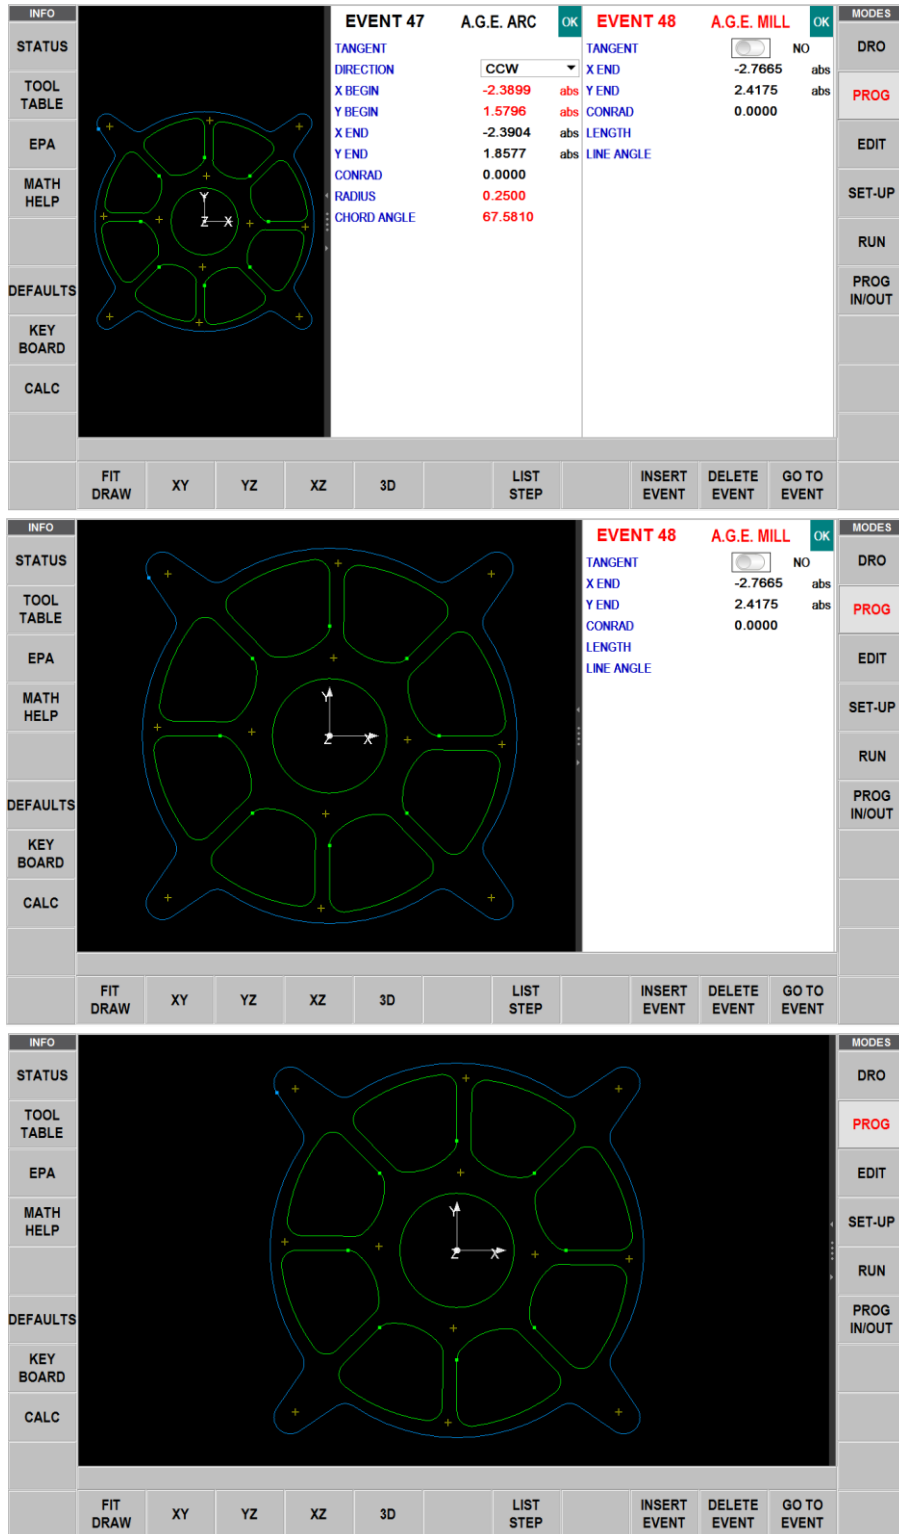 INFO
EVENT 47 A.G.E. ARC OK EVENT 48 A.G.E. MILL OK
MODES
STATUS
TANGENT
TANGENT NO
DRO
DIRECTION CCW
X END -2.7665 abs
TOOL
TABLE
X BEGIN -2.3899 abs
Y END 2.4175 abs
PROG
Y BEGIN 1.5796 abs
CONRAD 0.0000
X END -2.3904 abs
LENGTH
EPA
Y END 1.8577 abs
LINE ANGLE
EDIT
CONRAD 0.0000
MATH
HELP
RADIUS 0.2500
SET-UP
CHORD ANGLE 67.5810
Y
Z X
RUN
DEFAULTS
PROG
IN/OUT
KEY
BOARD
CALC
FIT
DRAW
XY
YZ
XZ
3D
LIST
STEP
INSERT
EVENT
DELETE
EVENT
GO TO
EVENT
INFO
EVENT 48 A.G.E. MILL OK
MODES
STATUS
TANGENT NO
DRO
X END -2.7665 abs
TOOL
TABLE
Y END 2.4175 abs
PROG
CONRAD 0.0000
LENGTH
EPA
LINE ANGLE
EDIT
MATH
HELP
SET-UP
Y
Z X
RUN
DEFAULTS
PROG
IN/OUT
KEY
BOARD
CALC
FIT
DRAW
XY
YZ
XZ
3D
LIST
STEP
INSERT
EVENT
DELETE
EVENT
GO TO
EVENT
INFO
MODES
STATUS
DRO
TOOL
TABLE
PROG
EPA
EDIT
MATH
HELP
SET-UP
Y
Z X
RUN
DEFAULTS
PROG
IN/OUT
KEY
BOARD
CALC
FIT
DRAW
XY
YZ
XZ
3D
LIST
STEP
INSERT
EVENT
DELETE
EVENT
GO TO
EVENT